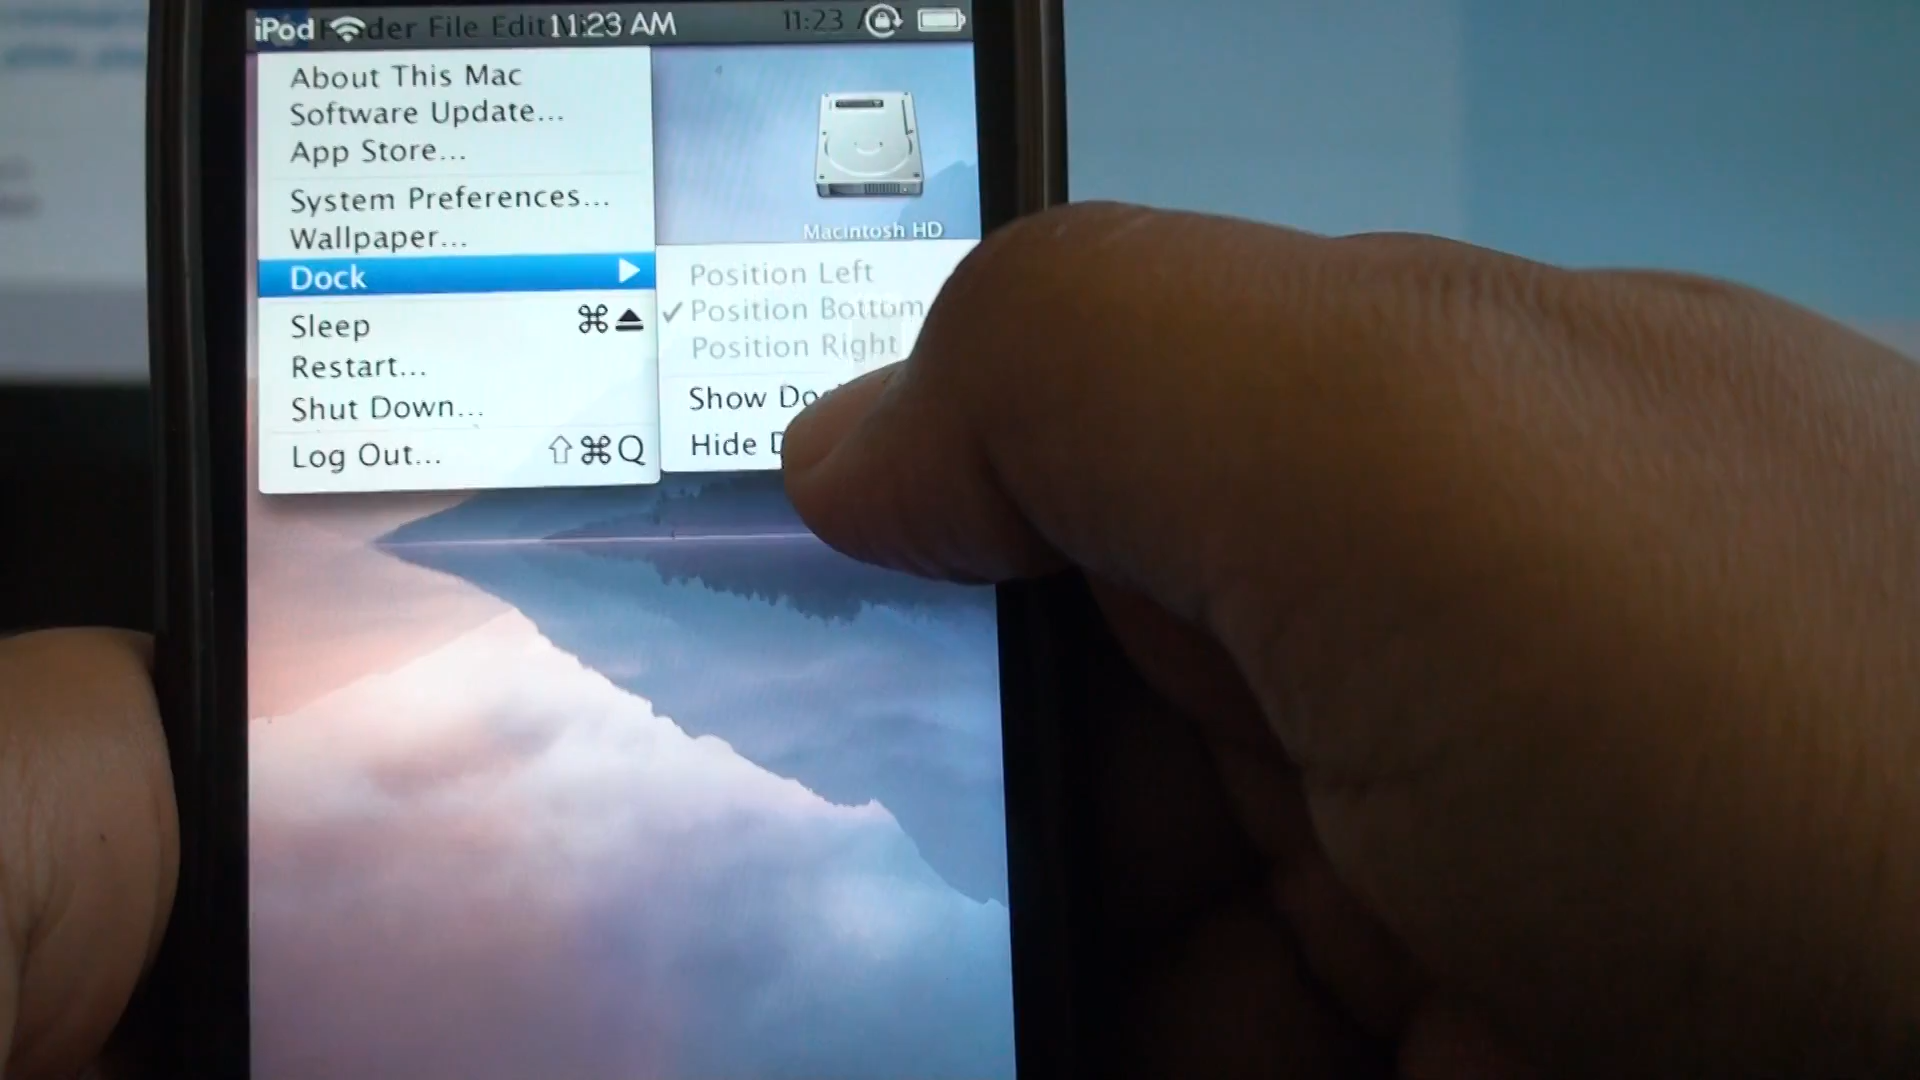 iPod 11:23 AM
Finder File Edit 11:23
About This Mac
Software Update...
App Store...
System Preferences...
Wallpaper...
Dock
Sleep ⌘⏏
Restart...
Shut Down...
Log Out... ⇧⌘Q
Macintosh HD
Position Left
✓ Position Bottom
Position Right
Show
Hide